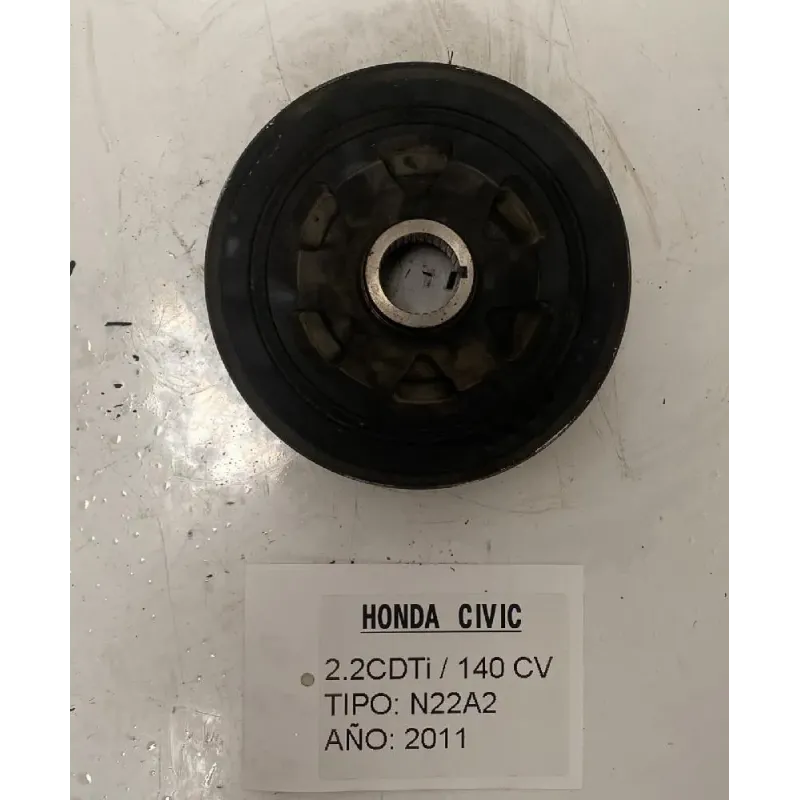 HONDA CIVIC
2.2CDTi / 140 CV
TIPO: N22A2
AÑO: 2011